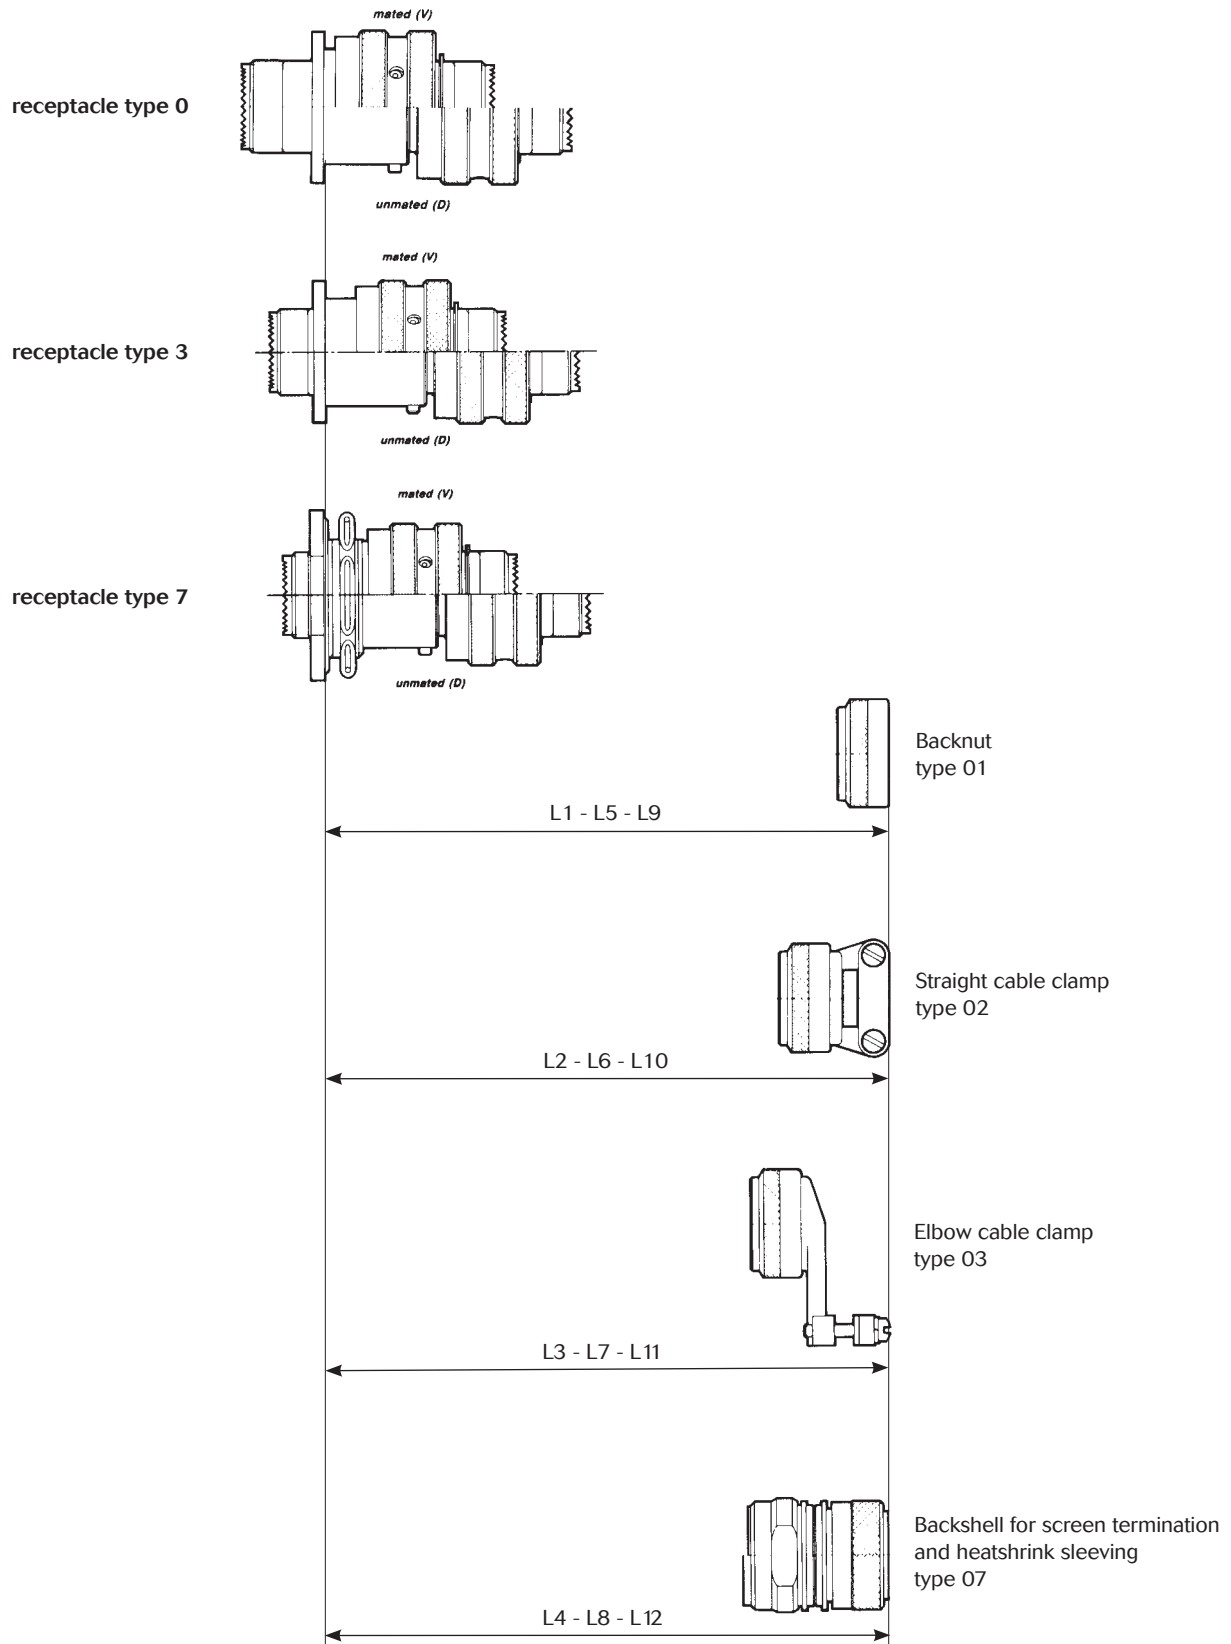 mated (V)
receptacle type 0
unmated (D)
mated (V)
receptacle type 3
unmated (D)
mated (V)
receptacle type 7
unmated (D)
Backnut
type 01
L1 - L5 - L9
Straight cable clamp
type 02
L2 - L6 - L10
Elbow cable clamp
type 03
L3 - L7 - L11
Backshell for screen termination
and heatshrink sleeving
type 07
L4 - L8 - L12